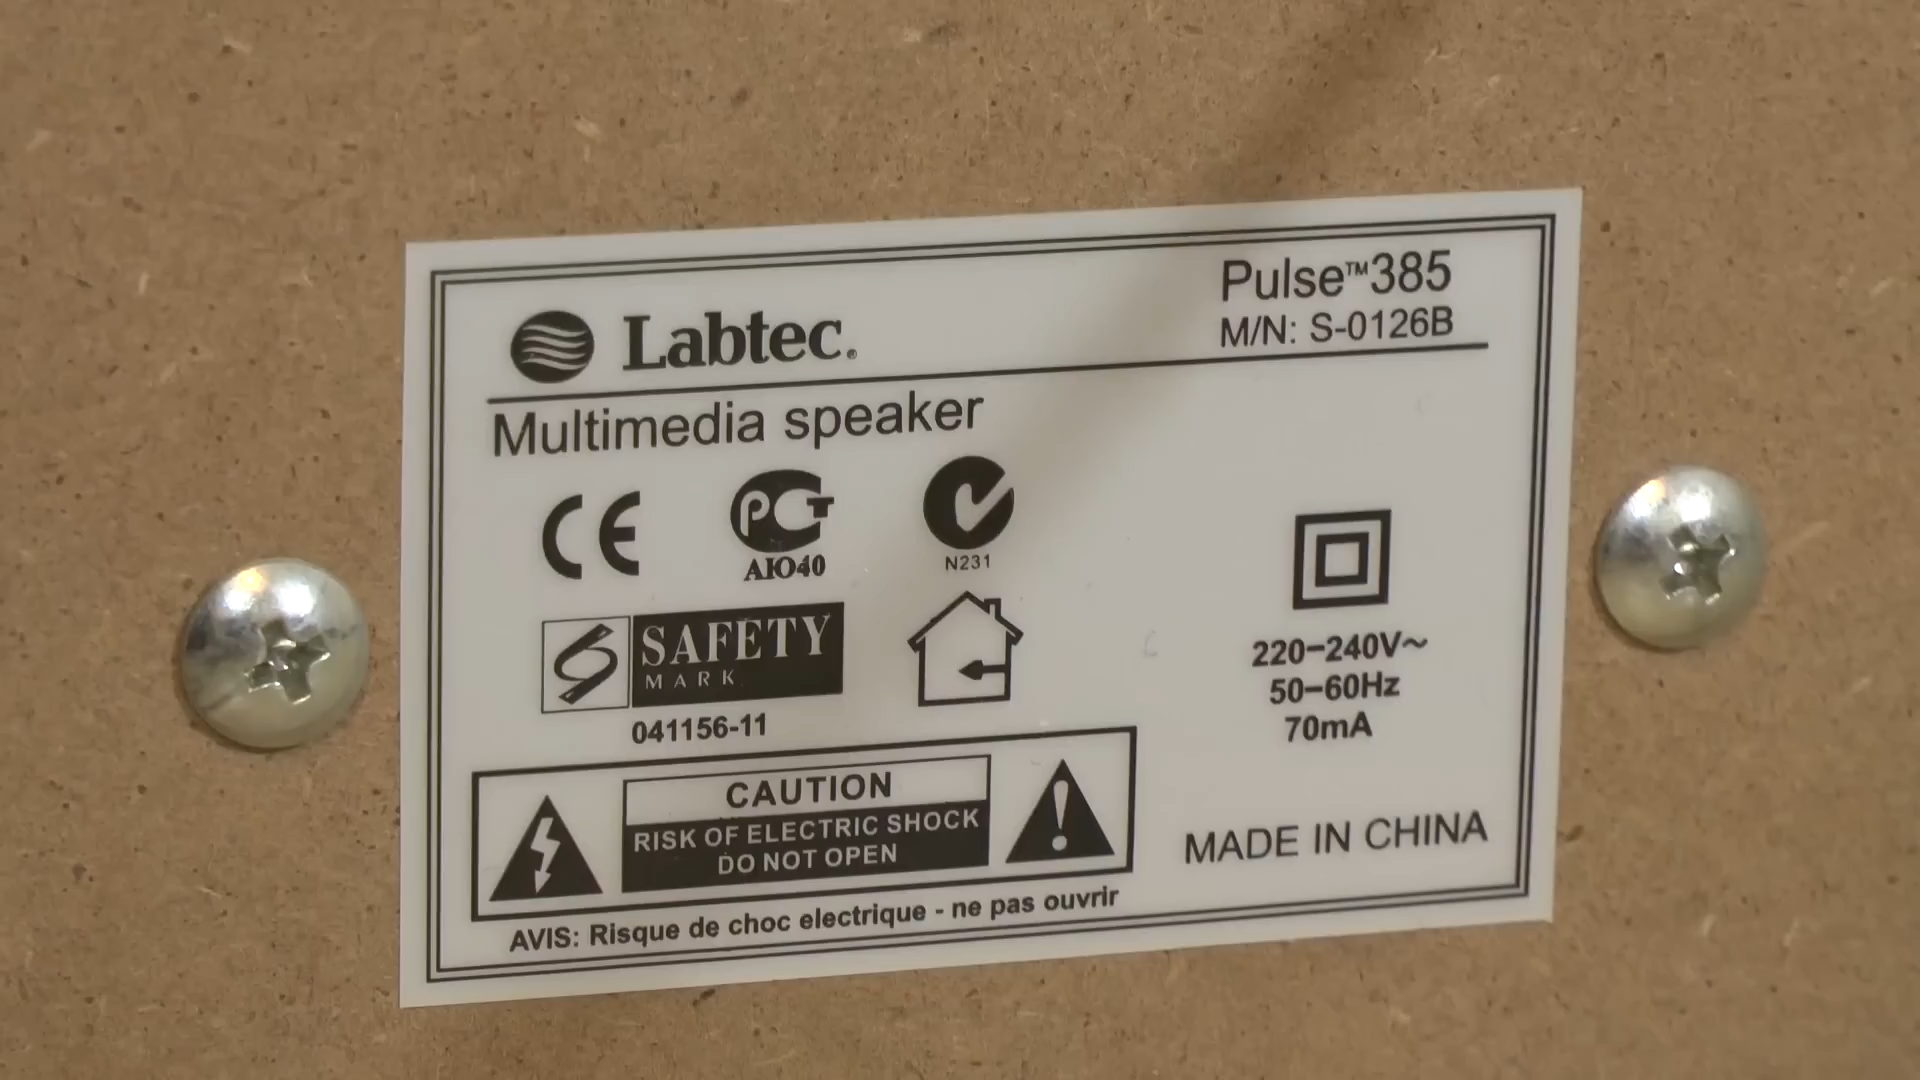 Labtec®
Pulse™385
M/N: S-0126B
Multimedia speaker
CE
PCT
AIO40
N231
SAFETY
MARK
041156-11
220-240V~
50-60Hz
70mA
CAUTION
RISK OF ELECTRIC SHOCK
DO NOT OPEN
AVIS: Risque de choc electrique - ne pas ouvrir
MADE IN CHINA